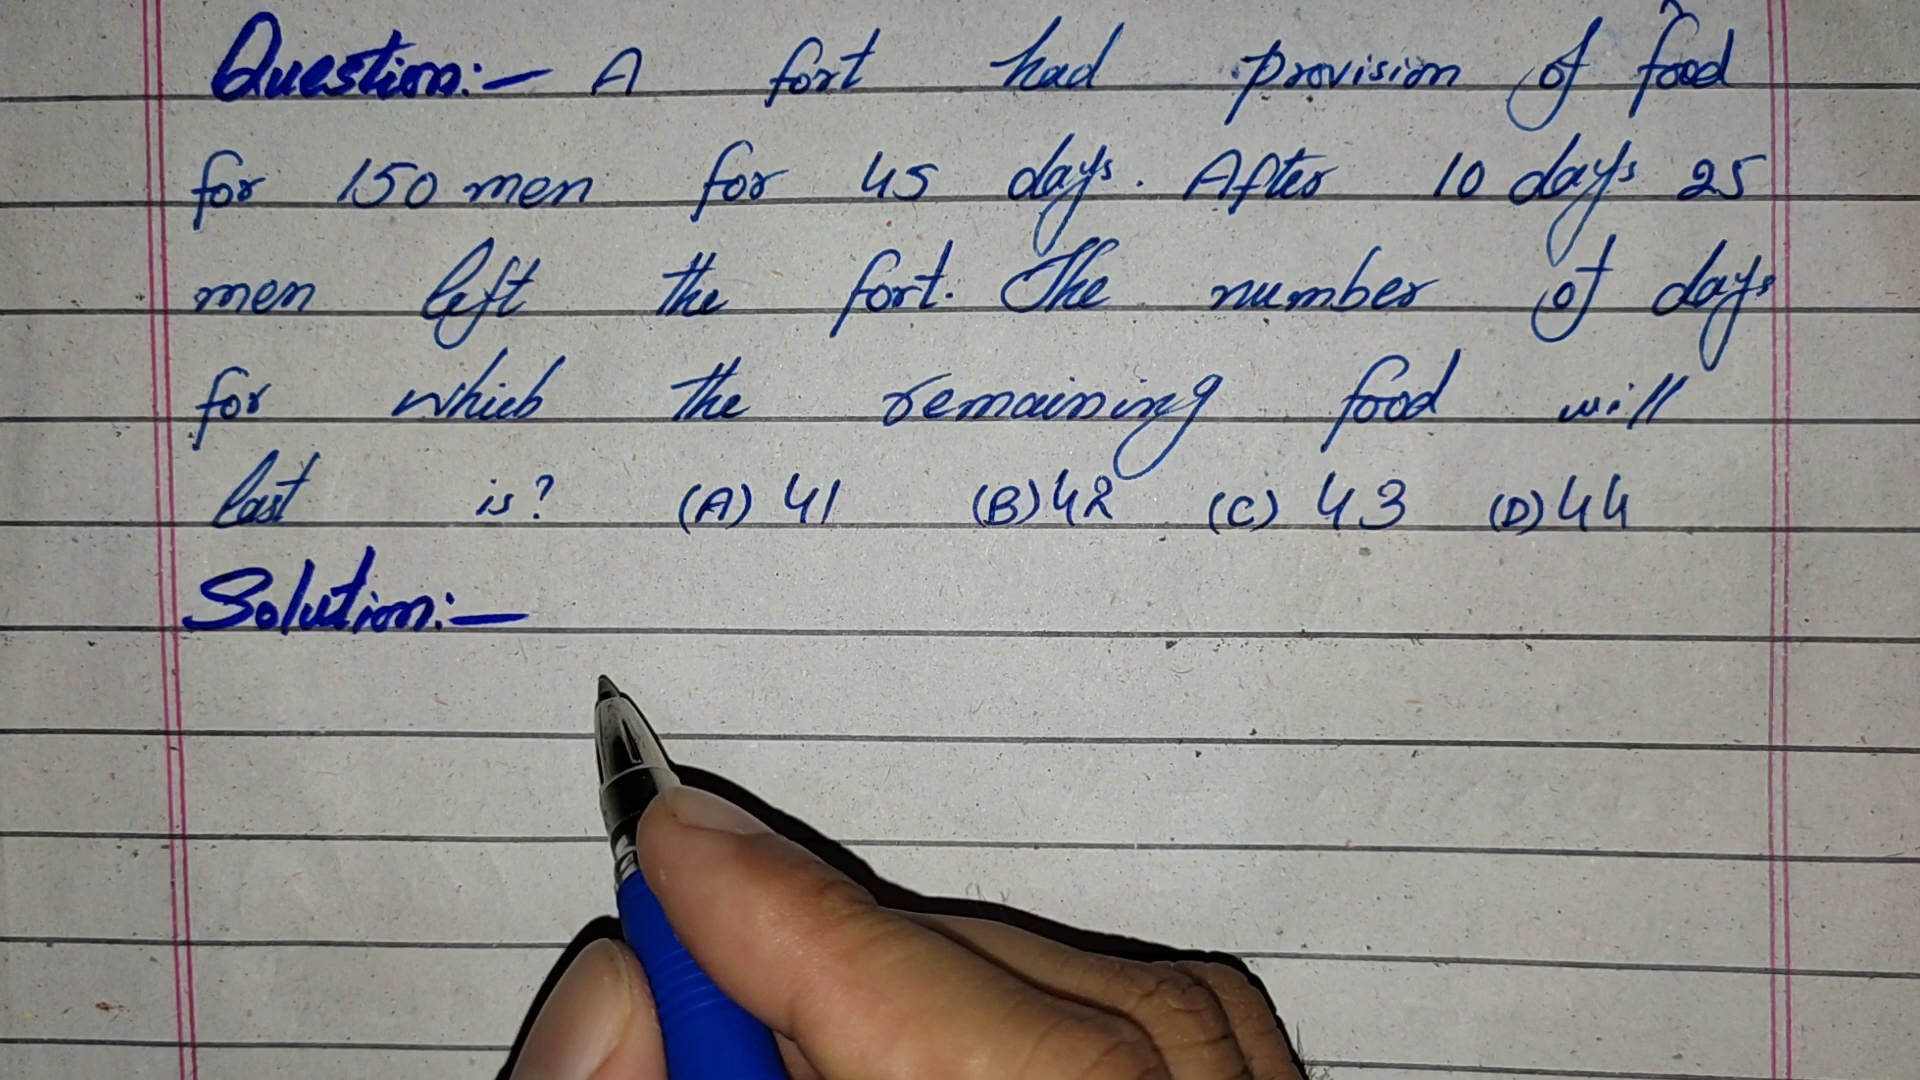 Question:- A fort had provision of food
for 150 men for 45 days. After 10 days 25
men left the fort. The number of days
for which the remaining food will
last is? (A) 41 (B) 42 (C) 43 (D) 44
Solution:-